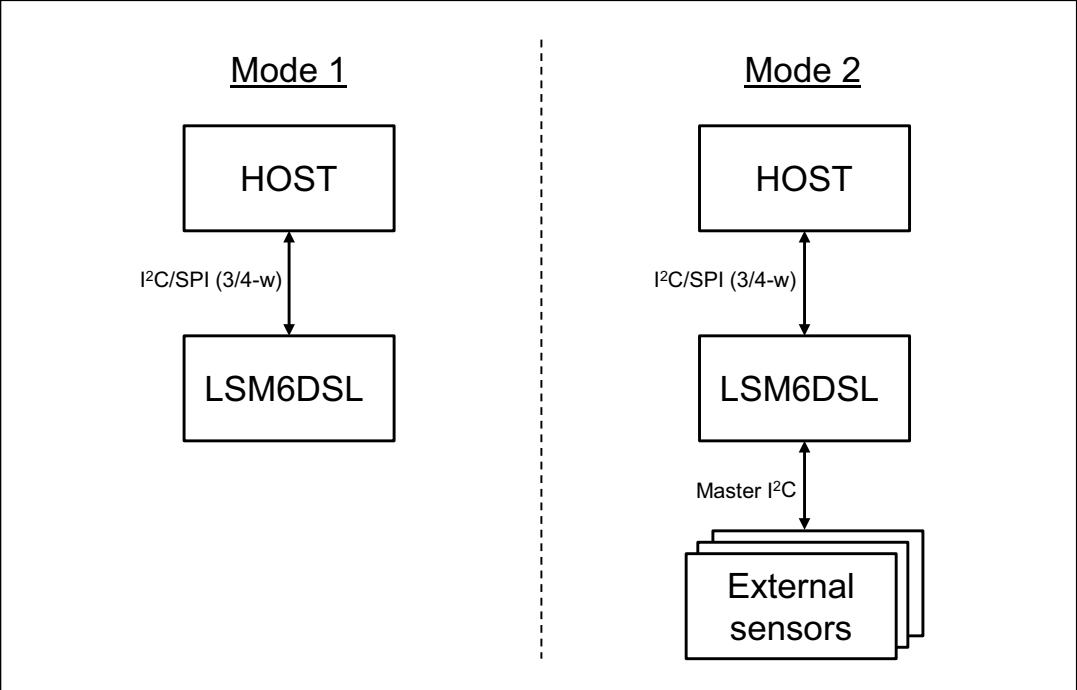 Mode 1
HOST
I²C/SPI (3/4-w)
LSM6DSL
Mode 2
HOST
I²C/SPI (3/4-w)
LSM6DSL
Master I²C
External
sensors